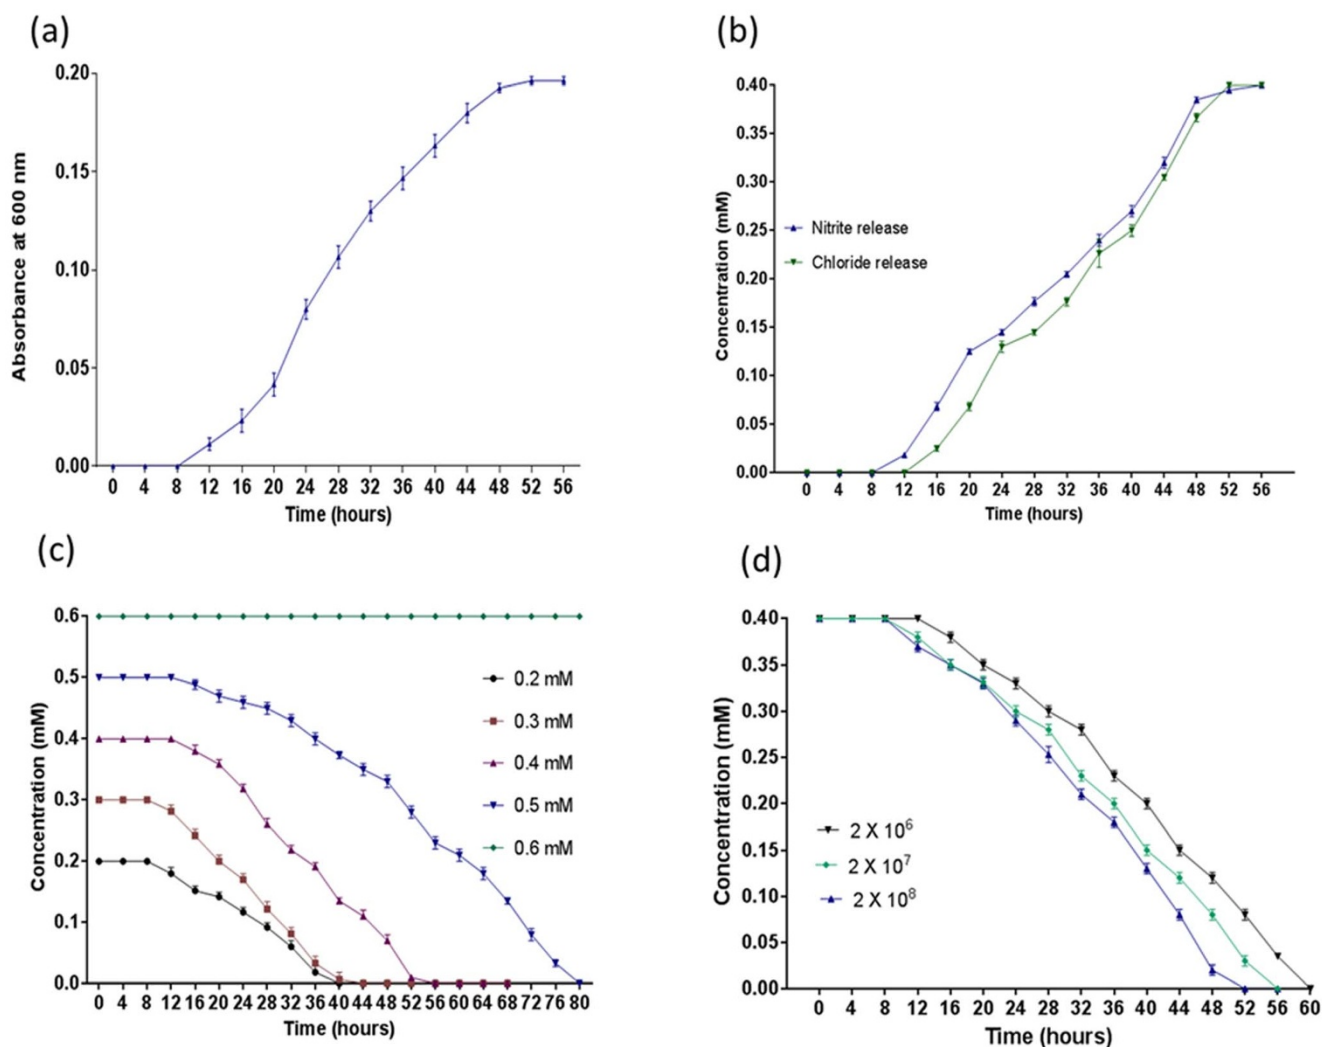 (a)
0.20
0.15
0.10
0.05
0.00
Absorbance at 600 nm
0 4 8 12 16 20 24 28 32 36 40 44 48 52 56
Time (hours)
(b)
0.40
0.35
0.30
0.25
0.20
0.15
0.10
0.05
0.00
Concentration (mM)
Nitrite release
Chloride release
0 4 8 12 16 20 24 28 32 36 40 44 48 52 56
Time (hours)
(c)
0.6
0.5
0.4
0.3
0.2
0.1
0.0
Concentration (mM)
0.2 mM
0.3 mM
0.4 mM
0.5 mM
0.6 mM
0 4 8 12 16 20 24 28 32 36 40 44 48 52 56 60 64 68 72 76 80
Time (hours)
(d)
0.40
0.35
0.30
0.25
0.20
0.15
0.10
0.05
0.00
Concentration (mM)
2 X 10⁶
2 X 10⁷
2 X 10⁸
0 4 8 12 16 20 24 28 32 36 40 44 48 52 56 60
Time (hours)